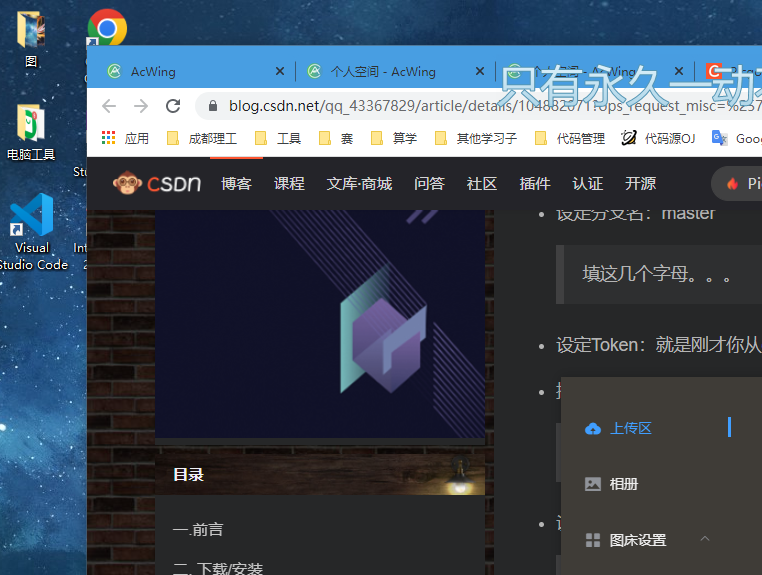 图
电脑工具
Visual
Studio Code
AcWing
个人空间 - AcWing
只有永久一动
blog.csdn.net/qq_43367829/article/details/104882671?ops_request_misc=%257
应用
成都理工
工具
赛
算学
其他学习子
代码管理
代码源OJ
Goo
CSDN
博客
课程
文库·商城
问答
社区
插件
认证
开源
设定分支名：master
填这几个字母。。。
设定Token：就是刚才你从
目录
一.前言
二. 下载/安装
上传区
相册
图床设置